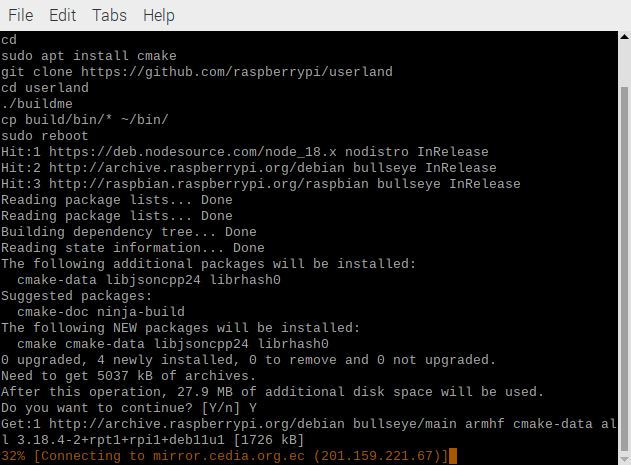 File Edit Tabs Help
cd
sudo apt install cmake
git clone https://github.com/raspberrypi/userland
cd userland
./buildme
cp build/bin/* ~/bin/
sudo reboot
Hit:1 https://deb.nodesource.com/node_18.x nodistro InRelease
Hit:2 http://archive.raspberrypi.org/debian bullseye InRelease
Hit:3 http://raspbian.raspberrypi.org/raspbian bullseye InRelease
Reading package lists... Done
Reading package lists... Done
Building dependency tree... Done
Reading state information... Done
The following additional packages will be installed:
  cmake-data libjsoncpp24 librhash0
Suggested packages:
  cmake-doc ninja-build
The following NEW packages will be installed:
  cmake cmake-data libjsoncpp24 librhash0
0 upgraded, 4 newly installed, 0 to remove and 0 not upgraded.
Need to get 5037 kB of archives.
After this operation, 27.9 MB of additional disk space will be used.
Do you want to continue? [Y/n] Y
Get:1 http://archive.raspberrypi.org/debian bullseye/main armhf cmake-data al
l 3.18.4-2+rpt1+rpi1+deb11u1 [1726 kB]
32% [Connecting to mirror.cedia.org.ec (201.159.221.67)]